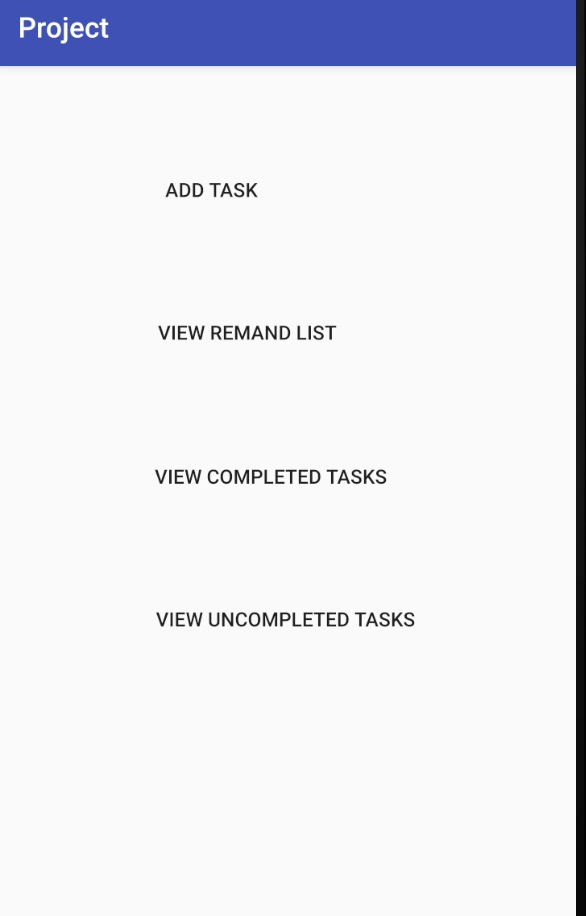 Project
ADD TASK
VIEW REMAND LIST
VIEW COMPLETED TASKS
VIEW UNCOMPLETED TASKS